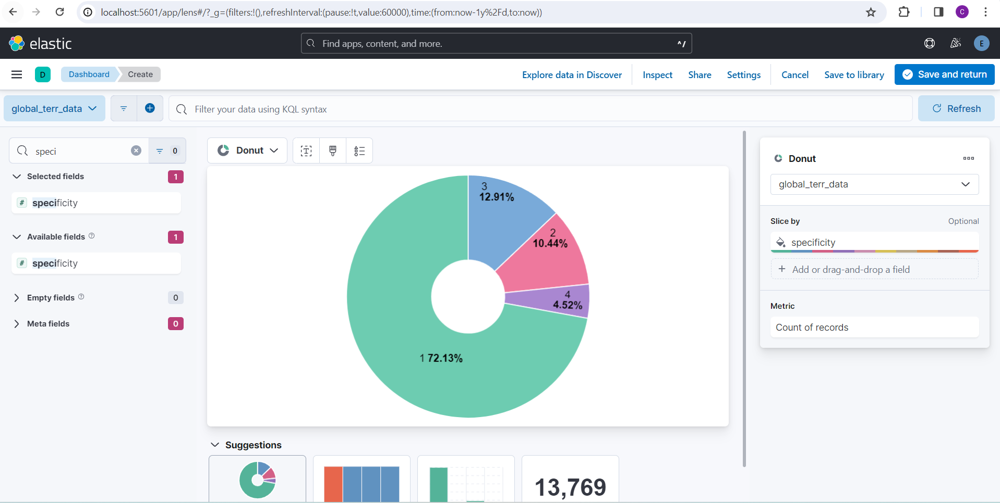 localhost:5601/app/lens#/?_g=(filters:!(),refreshInterval:(pause:!t,value:60000),time:(from:now-1y%2Fd,to:now))
C
elastic
Find apps, content, and more.
^/
E
D
Dashboard
Create
Explore data in Discover
Inspect
Share
Settings
Cancel
Save to library
Save and return
global_terr_data
Filter your data using KQL syntax
Refresh
speci
0
Selected fields
1
# specificity
Available fields
1
# specificity
Empty fields
0
Meta fields
0
Donut
3
12.91%
2
10.44%
4
4.52%
1 72.13%
Suggestions
13,769
Donut
global_terr_data
Slice by
Optional
specificity
+ Add or drag-and-drop a field
Metric
Count of records